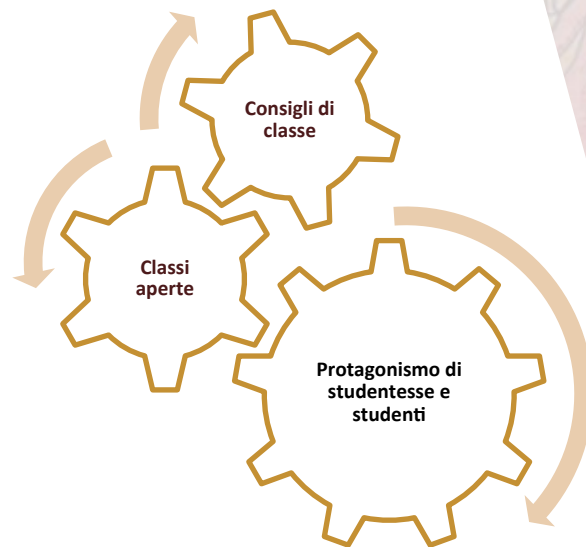 Consigli di
classe
Classi
aperte
Protagonismo di
studentesse e
studenti